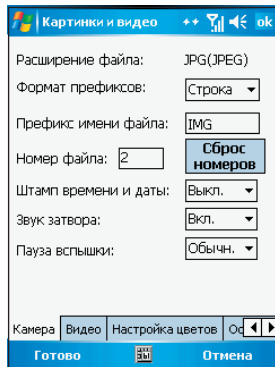 Картинки и видео ok
Расширение файла: JPG(JPEG)
Формат префиксов: Строка
Префикс имени файла: IMG
Номер файла: 2 Сброс номеров
Штамп времени и даты: Выкл.
Звук затвора: Вкл.
Пауза вспышки: Обычн.
Камера Видео Настройка цветов Ос
Готово Отмена